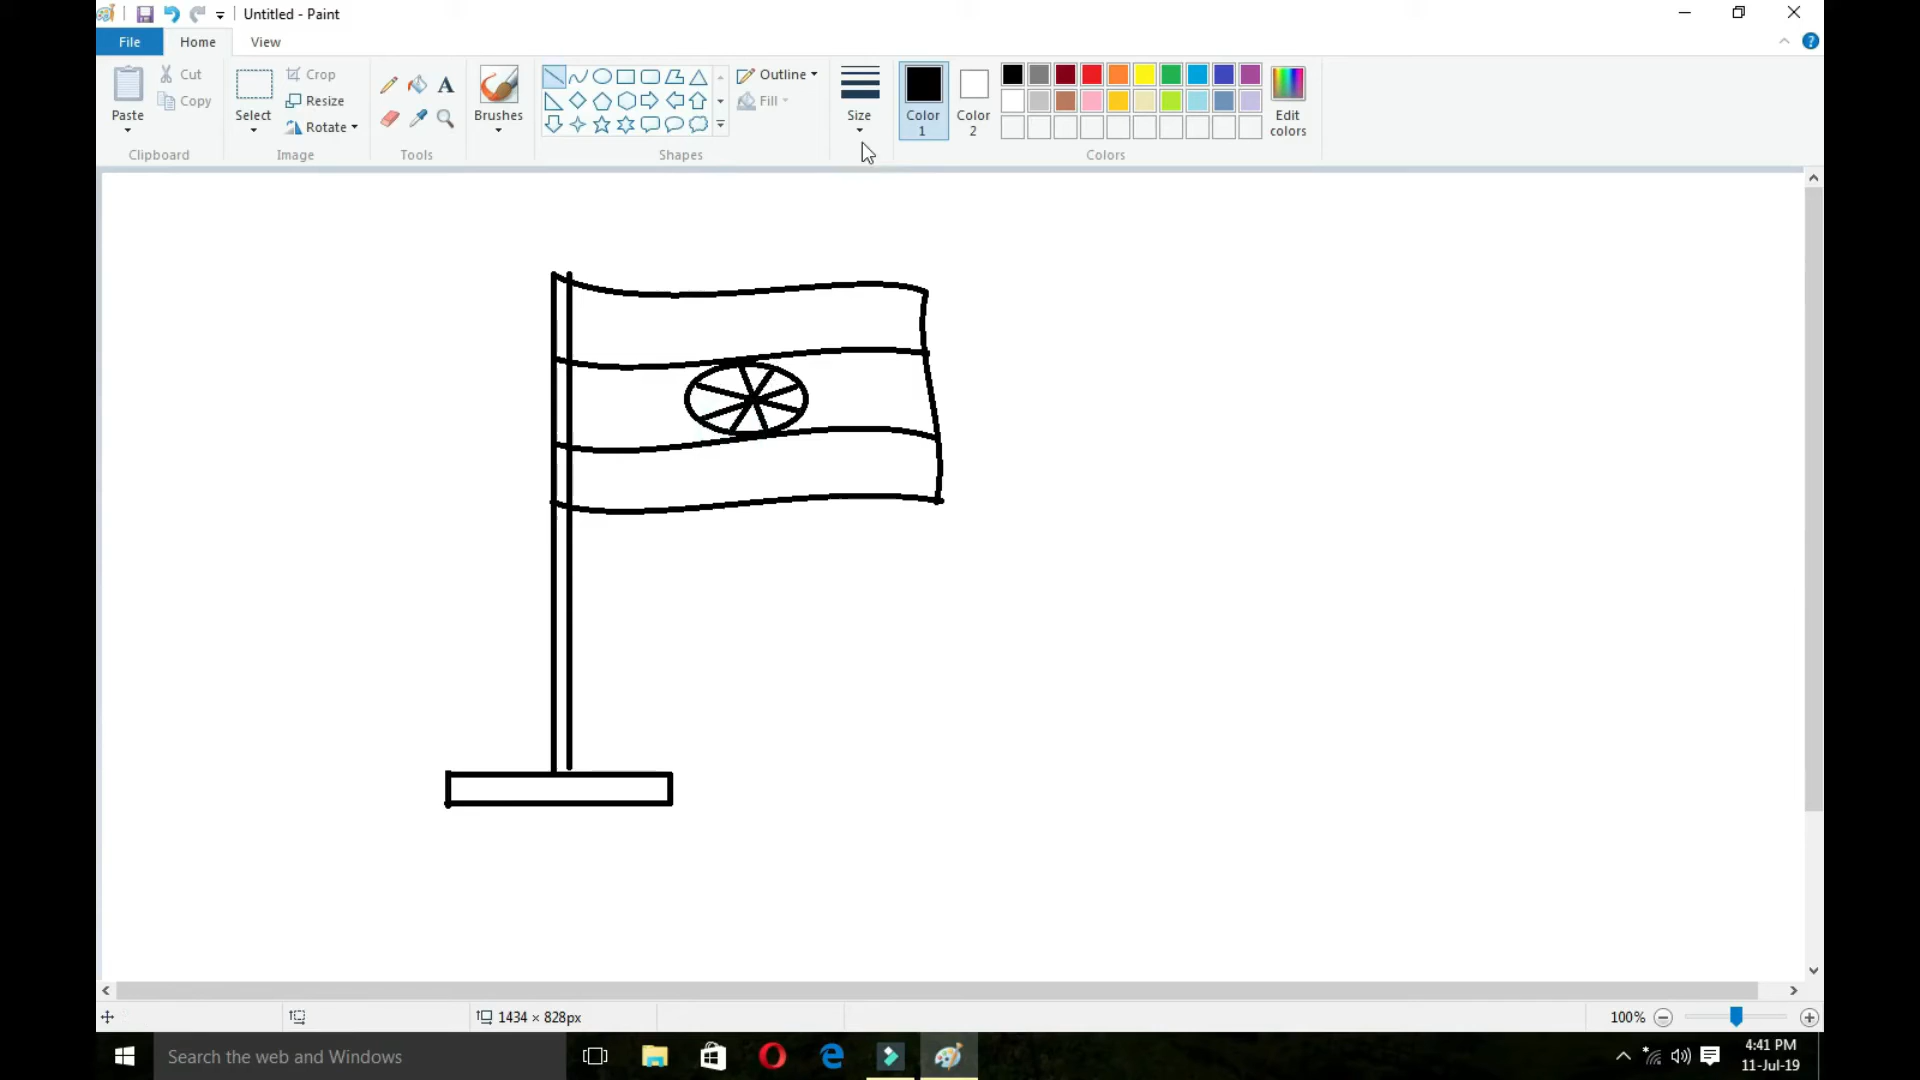 Untitled - Paint
File Home View
Paste
Cut
Copy
Clipboard
Select
Crop
Resize
Rotate
Image
A
Tools
Brushes
Outline
Fill
Shapes
Size
Color
1
Color
2
Edit
colors
Colors
?
1434 × 828px
100%
Search the web and Windows
4:41 PM
11-Jul-19